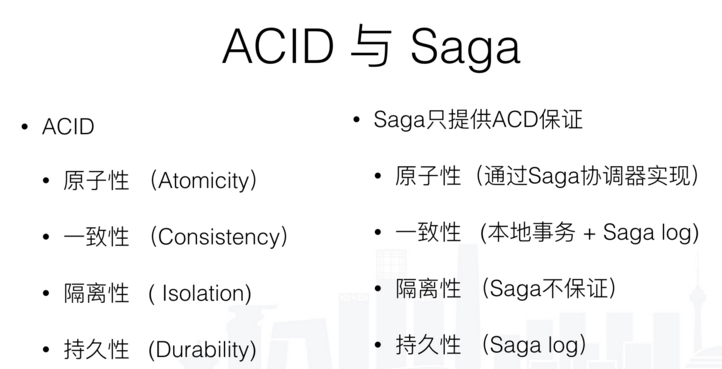 ACID 与 Saga
• ACID
• 原子性 （Atomicity）
• 一致性 （Consistency）
• 隔离性 ( Isolation)
• 持久性 (Durability)
• Saga只提供ACD保证
• 原子性（通过Saga协调器实现）
• 一致性 (本地事务 + Saga log)
• 隔离性 （Saga不保证）
• 持久性 （Saga log）